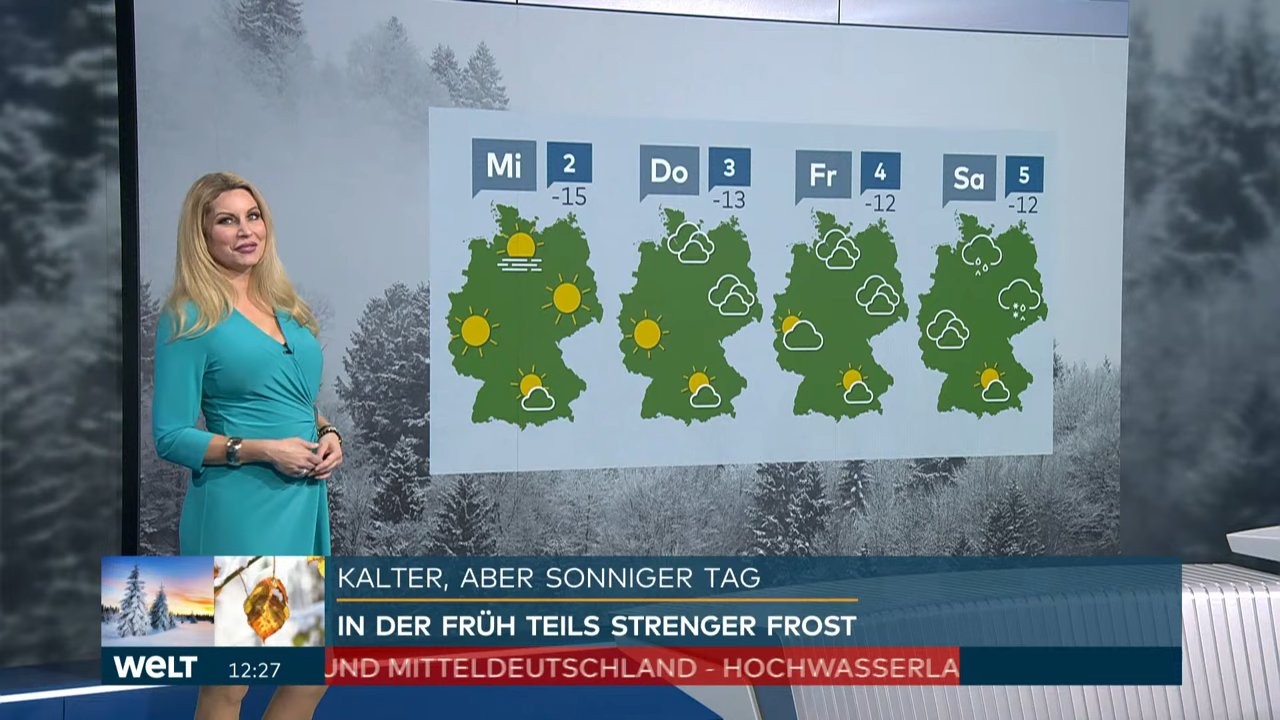 Mi 2
-15
Do 3
-13
Fr 4
-12
Sa 5
-12
KALTER, ABER SONNIGER TAG
IN DER FRÜH TEILS STRENGER FROST
WELT 12:27 UND MITTELDEUTSCHLAND - HOCHWASSERLA